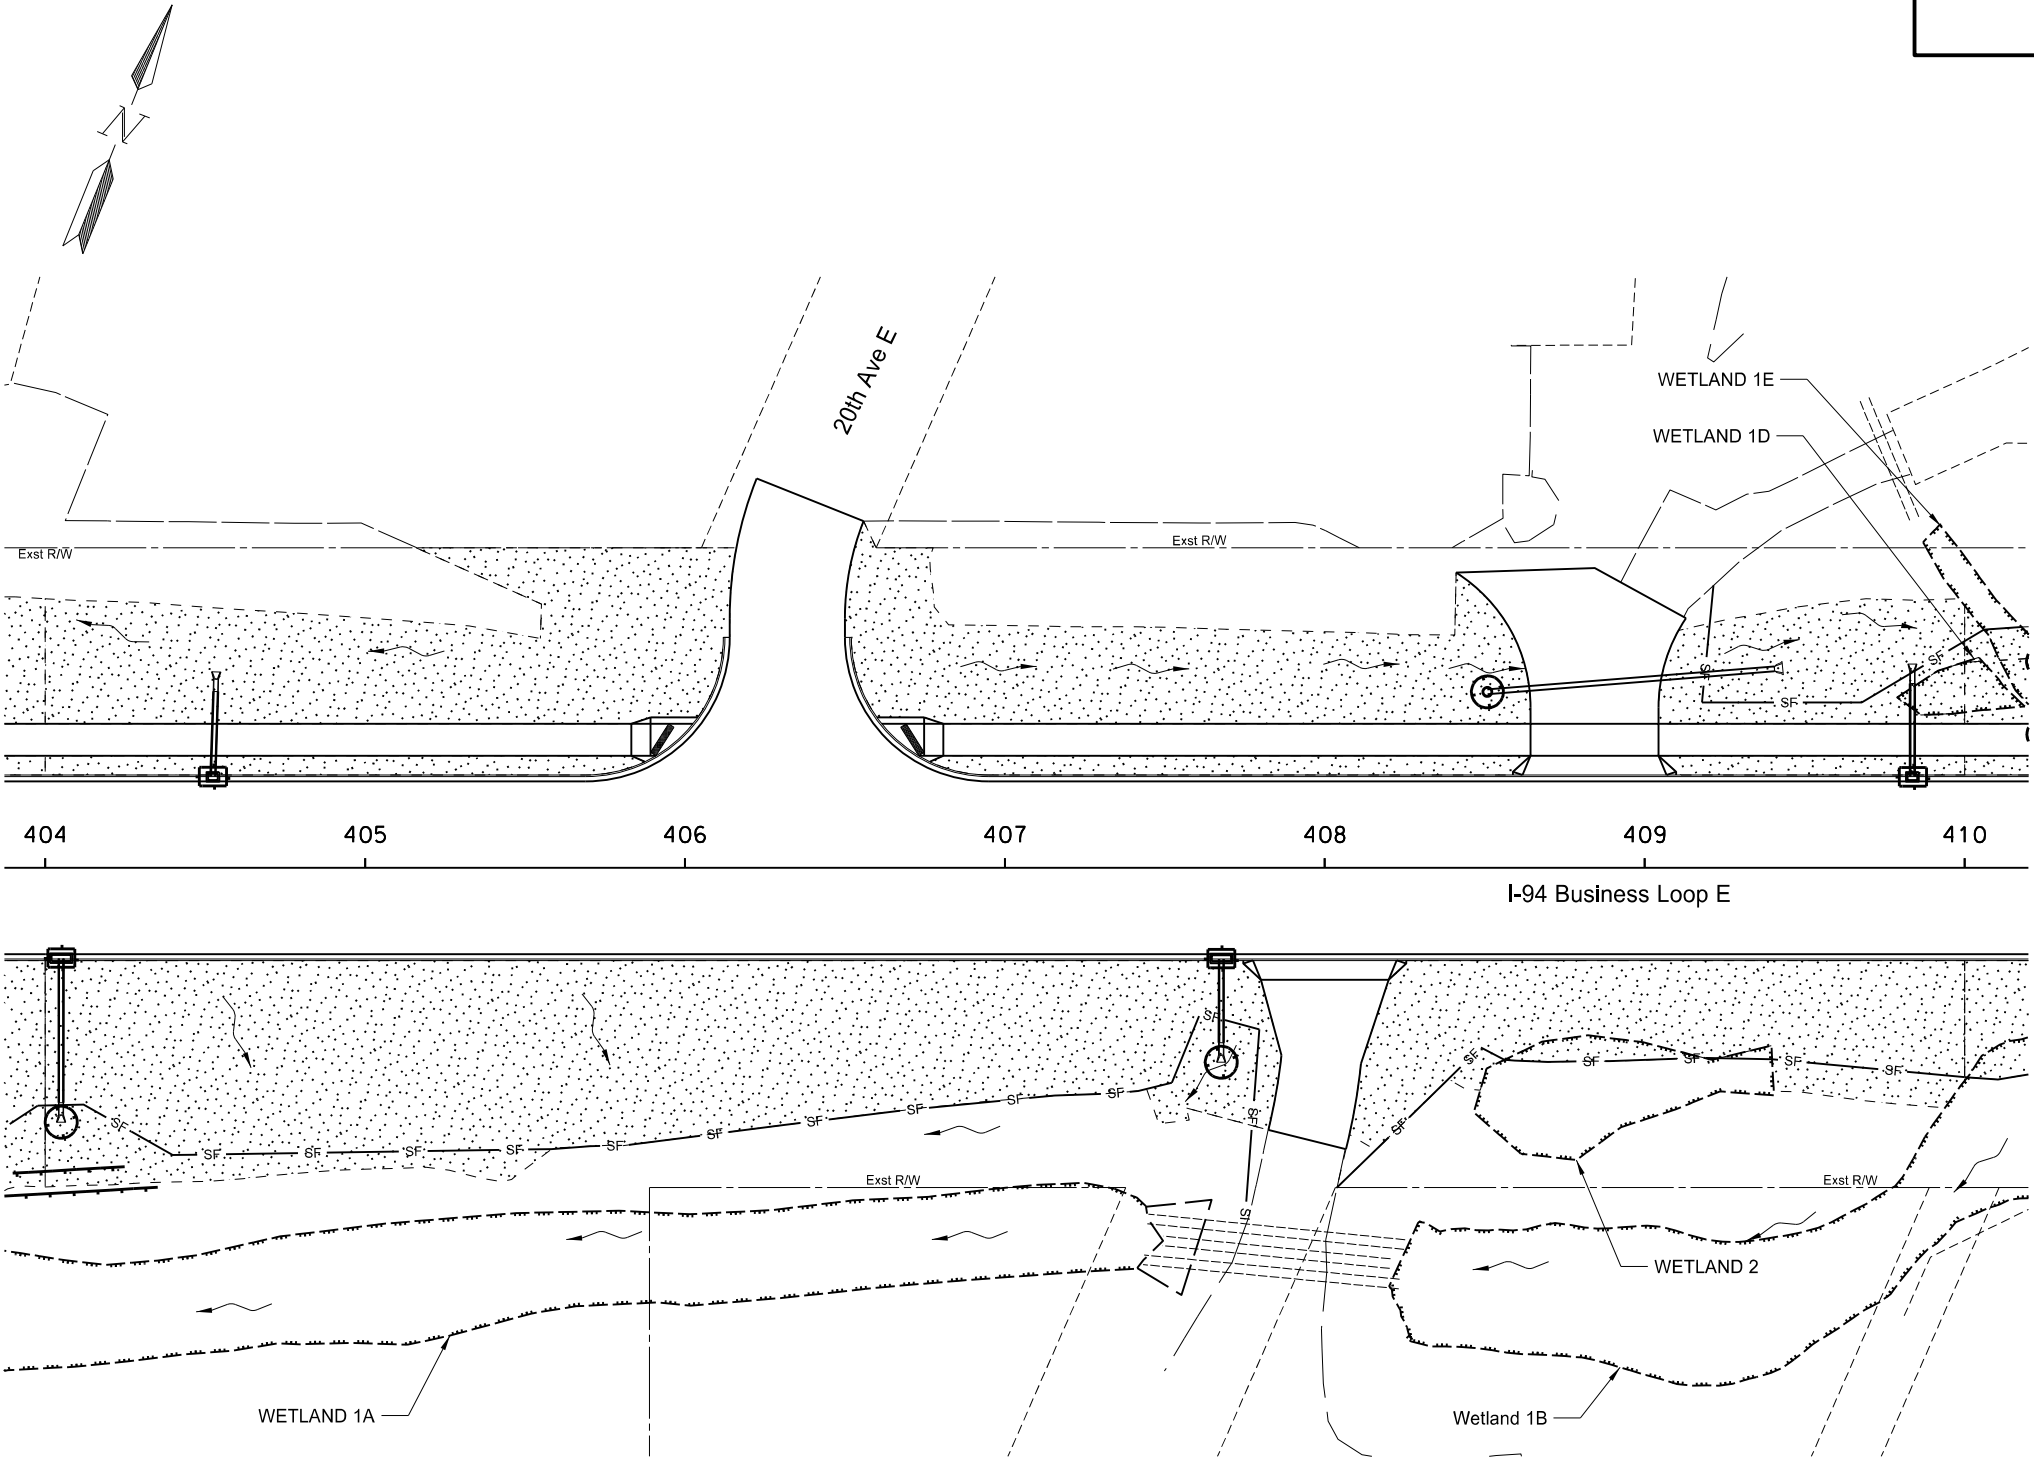 N
20th Ave E
WETLAND 1E
WETLAND 1D
Exst R/W
Exst R/W
SF
SF
SF
404 405 406 407 408 409 410
I-94 Business Loop E
SF
SF SF SF SF SF
SF SF SF SF SF
SF
SF
SF
SF
SF
SF SF SF SF
Exst R/W
Exst R/W
WETLAND 2
WETLAND 1A
Wetland 1B